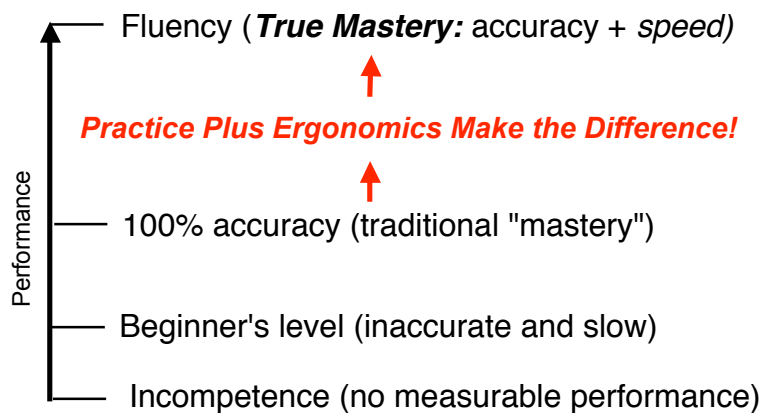 Fluency (True Mastery: accuracy + speed)
Practice Plus Ergonomics Make the Difference!
100% accuracy (traditional "mastery")
Performance
Beginner's level (inaccurate and slow)
Incompetence (no measurable performance)